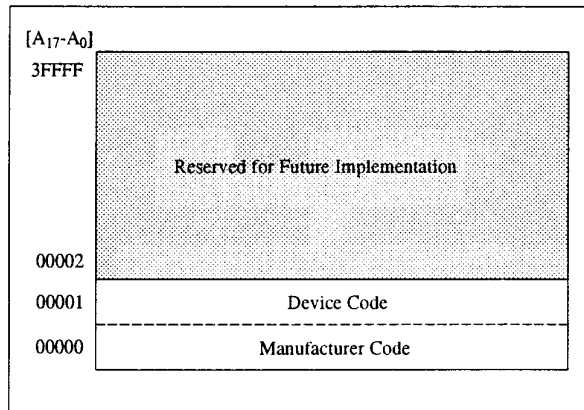 [A₁₇-A₀]
3FFFF
Reserved for Future Implementation
00002
00001 Device Code
00000 Manufacturer Code